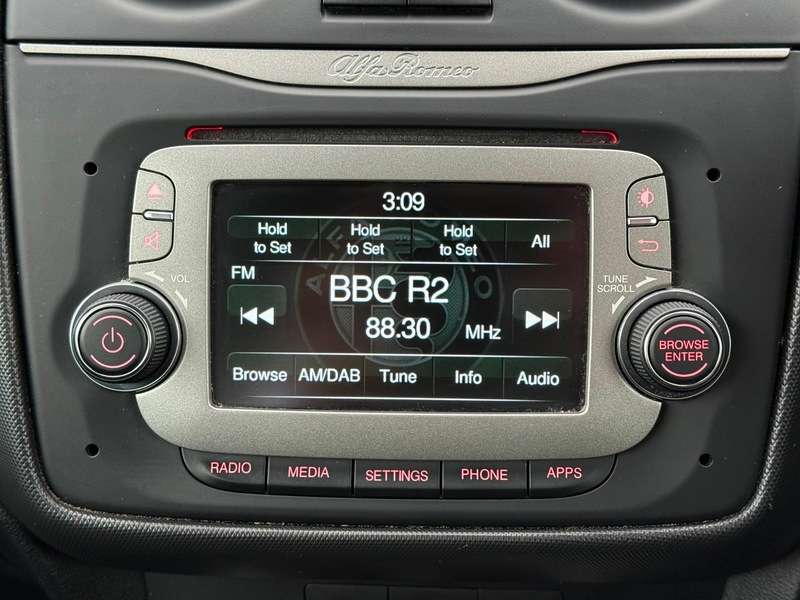 Alfa Romeo
3:09
Hold to Set
Hold to Set
Hold to Set
All
FM
BBC R2
88.30 MHz
Browse AM/DAB Tune Info Audio
VOL
TUNE
SCROLL
BROWSE
ENTER
RADIO MEDIA SETTINGS PHONE APPS